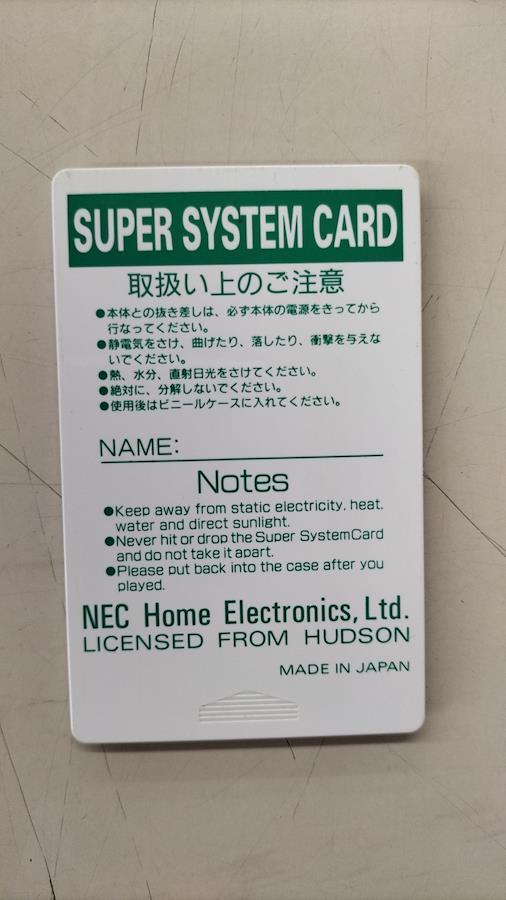 SUPER SYSTEM CARD
取扱い上のご注意
●本体との抜き差しは、必ず本体の電源をきってから
行なってください。
●静電気をさけ、曲げたり、落したり、衝撃を与えな
いでください。
●熱、水分、直射日光をさけてください。
●絶対に、分解しないでください。
●使用後はビニールケースに入れてください。
NAME:
Notes
●Keep away from static electricity, heat,
water and direct sunlight.
●Never hit or drop the Super SystemCard
and do not take it apart.
●Please put back into the case after you
played.
NEC Home Electronics, Ltd.
LICENSED FROM HUDSON
MADE IN JAPAN